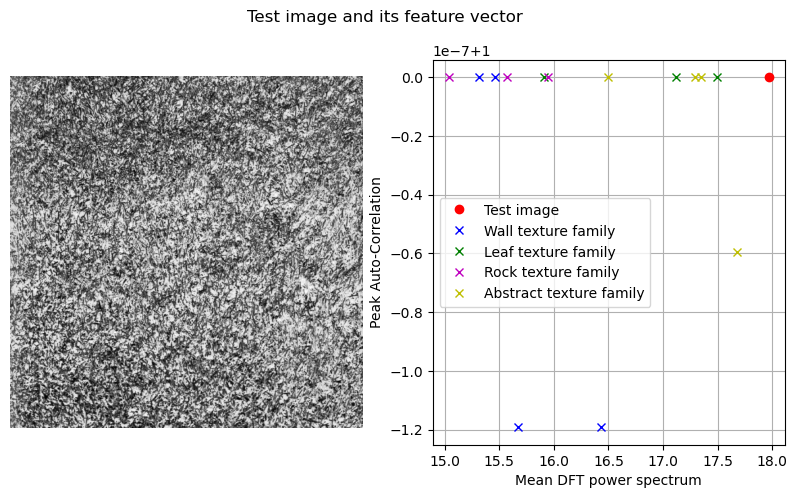 Test image and its feature vector
1e−7+1
0.0
−0.2
−0.4
−0.6
−0.8
−1.0
−1.2
Peak Auto-Correlation
Test image
Wall texture family
Leaf texture family
Rock texture family
Abstract texture family
15.0 15.5 16.0 16.5 17.0 17.5 18.0
Mean DFT power spectrum